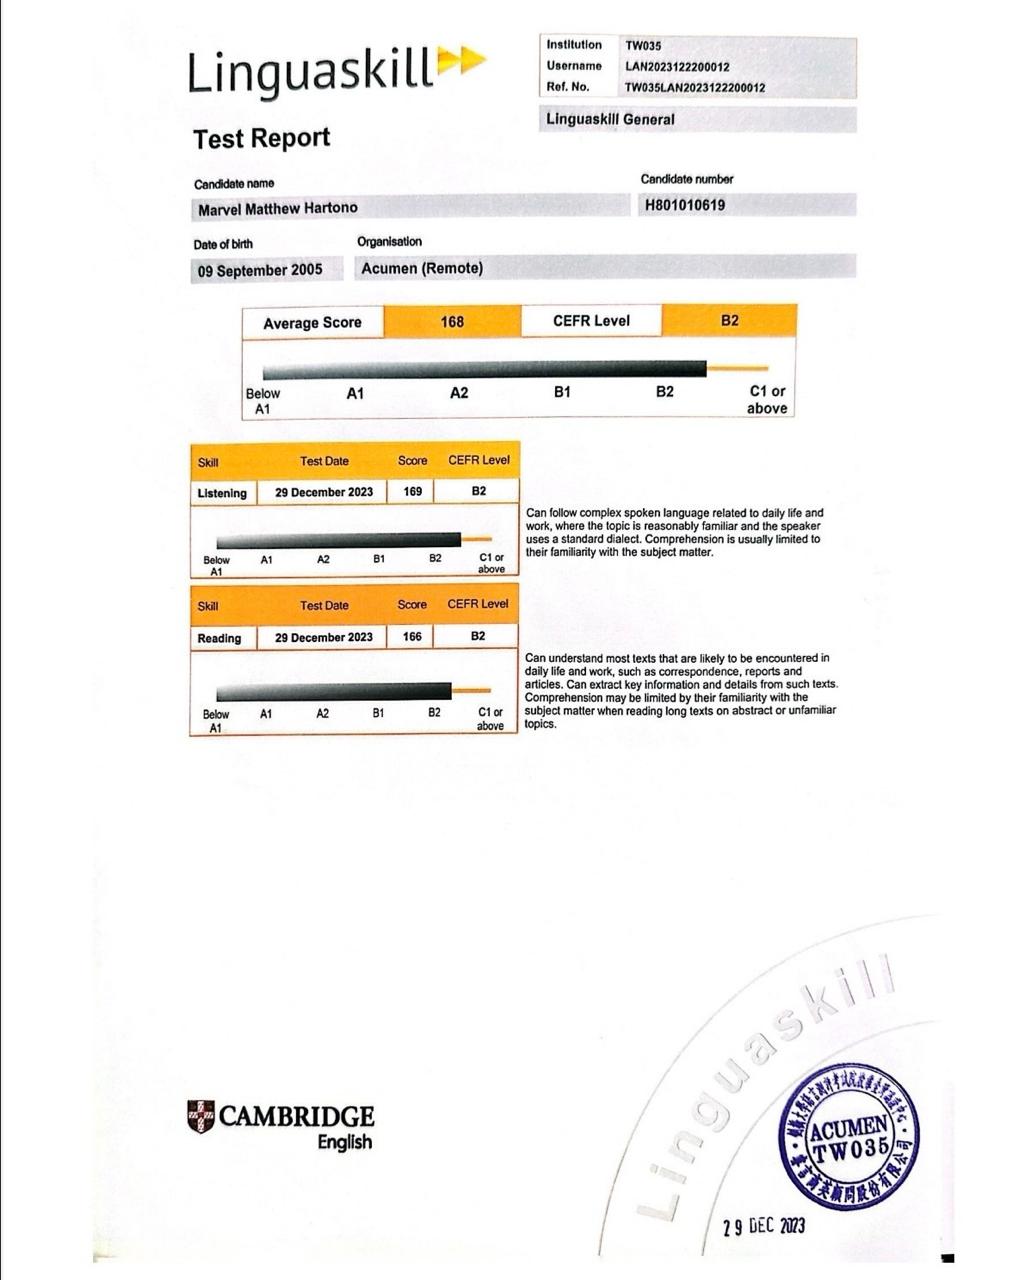 Linguaskill
Institution TW035
Username LAN2023122200012
Ref. No. TW035LAN2023122200012
Linguaskill General
Test Report
Candidate name
Candidate number
Marvel Matthew Hartono
H801010619
Date of birth
Organisation
09 September 2005
Acumen (Remote)
Average Score 168 CEFR Level B2
Below A1 A2 B1 B2 C1 or
A1 above
Skill Test Date Score CEFR Level
Listening 29 December 2023 169 B2
Below A1 A2 B1 B2 C1 or
A1 above
Can follow complex spoken language related to daily life and
work, where the topic is reasonably familiar and the speaker
uses a standard dialect. Comprehension is usually limited to
their familiarity with the subject matter.
Skill Test Date Score CEFR Level
Reading 29 December 2023 166 B2
Below A1 A2 B1 B2 C1 or
A1 above
Can understand most texts that are likely to be encountered in
daily life and work, such as correspondence, reports and
articles. Can extract key information and details from such texts.
Comprehension may be limited by their familiarity with the
subject matter when reading long texts on abstract or unfamiliar
topics.
Linguaskill
CAMBRIDGE
English
ACUMEN
TW035
顧問股份有限公司
29 DEC 2023